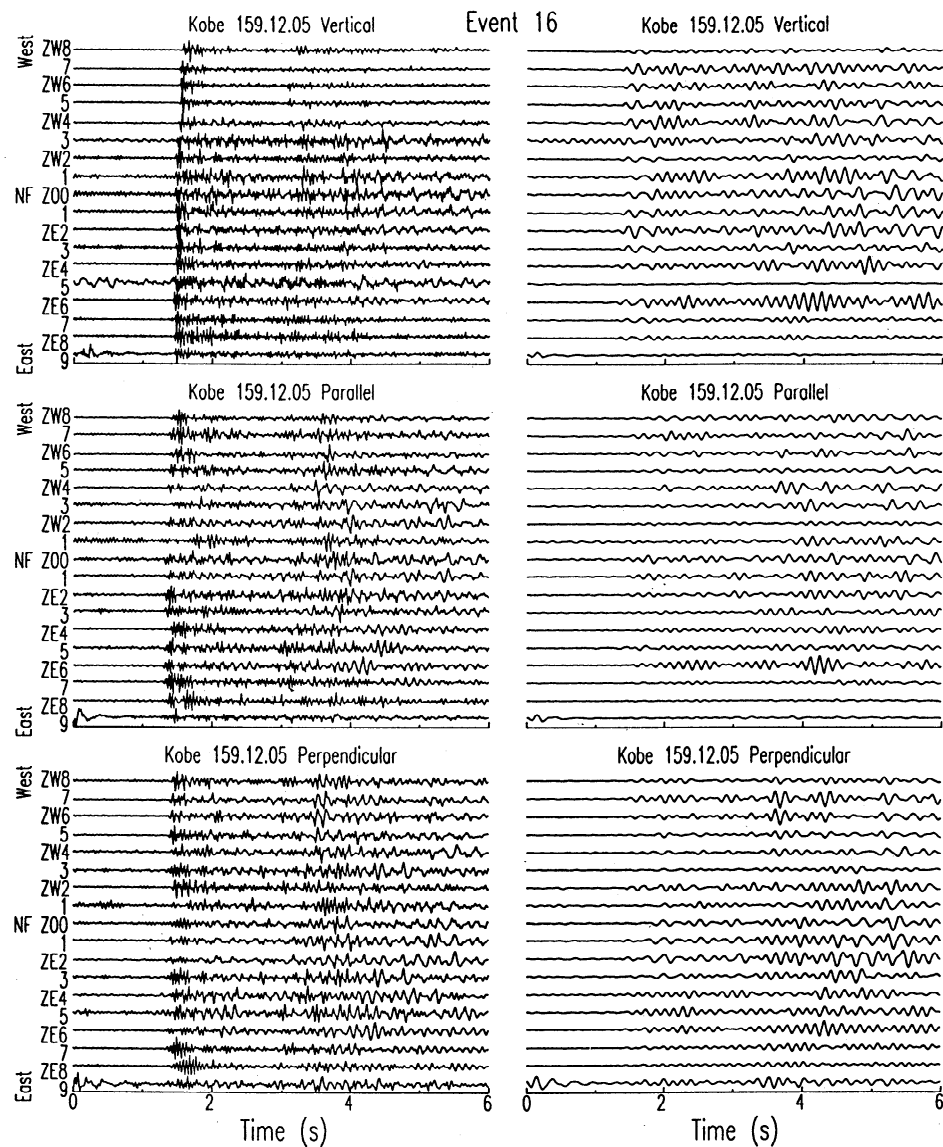 Event 16
Kobe 159.12.05 Vertical
West
ZW8
7
ZW6
5
ZW4
3
ZW2
1
NF Z00
1
ZE2
3
ZE4
5
ZE6
7
ZE8
9
East
Kobe 159.12.05 Vertical
Kobe 159.12.05 Parallel
West
ZW8
7
ZW6
5
ZW4
3
ZW2
1
NF Z00
1
ZE2
3
ZE4
5
ZE6
7
ZE8
9
East
Kobe 159.12.05 Parallel
Kobe 159.12.05 Perpendicular
West
ZW8
7
ZW6
5
ZW4
3
ZW2
1
NF Z00
1
ZE2
3
ZE4
5
ZE6
7
ZE8
9
East
0 2 4 6
Time (s)
Kobe 159.12.05 Perpendicular
0 2 4 6
Time (s)